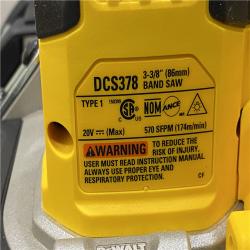 DCS378
3-3/8" (86mm)
BAND SAW
TYPE 1
NOM
ANCE
20V ⎓ (Max)
570 SFPM (174m/min)
WARNING TO REDUCE THE
RISK OF INJURY,
USER MUST READ INSTRUCTION MANUAL.
ALWAYS USE PROPER EYE AND
RESPIRATORY PROTECTION.
CF
DEWALT